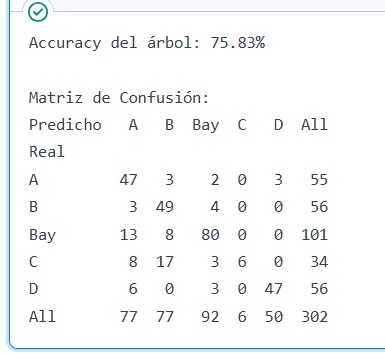 Accuracy del árbol: 75.83%
Matriz de Confusión:
Predicho A B Bay C D All
Real
A 47 3 2 0 3 55
B 3 49 4 0 0 56
Bay 13 8 80 0 0 101
C 8 17 3 6 0 34
D 6 0 3 0 47 56
All 77 77 92 6 50 302